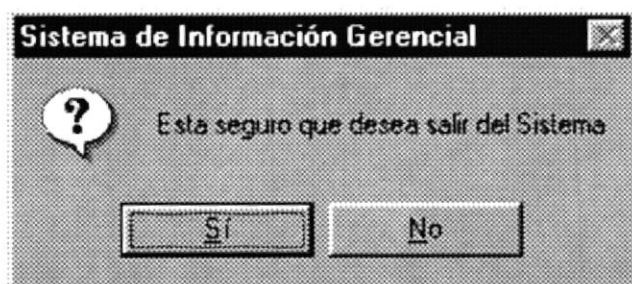 Sistema de Información Gerencial
?
Esta seguro que desea salir del Sistema
Sí
No